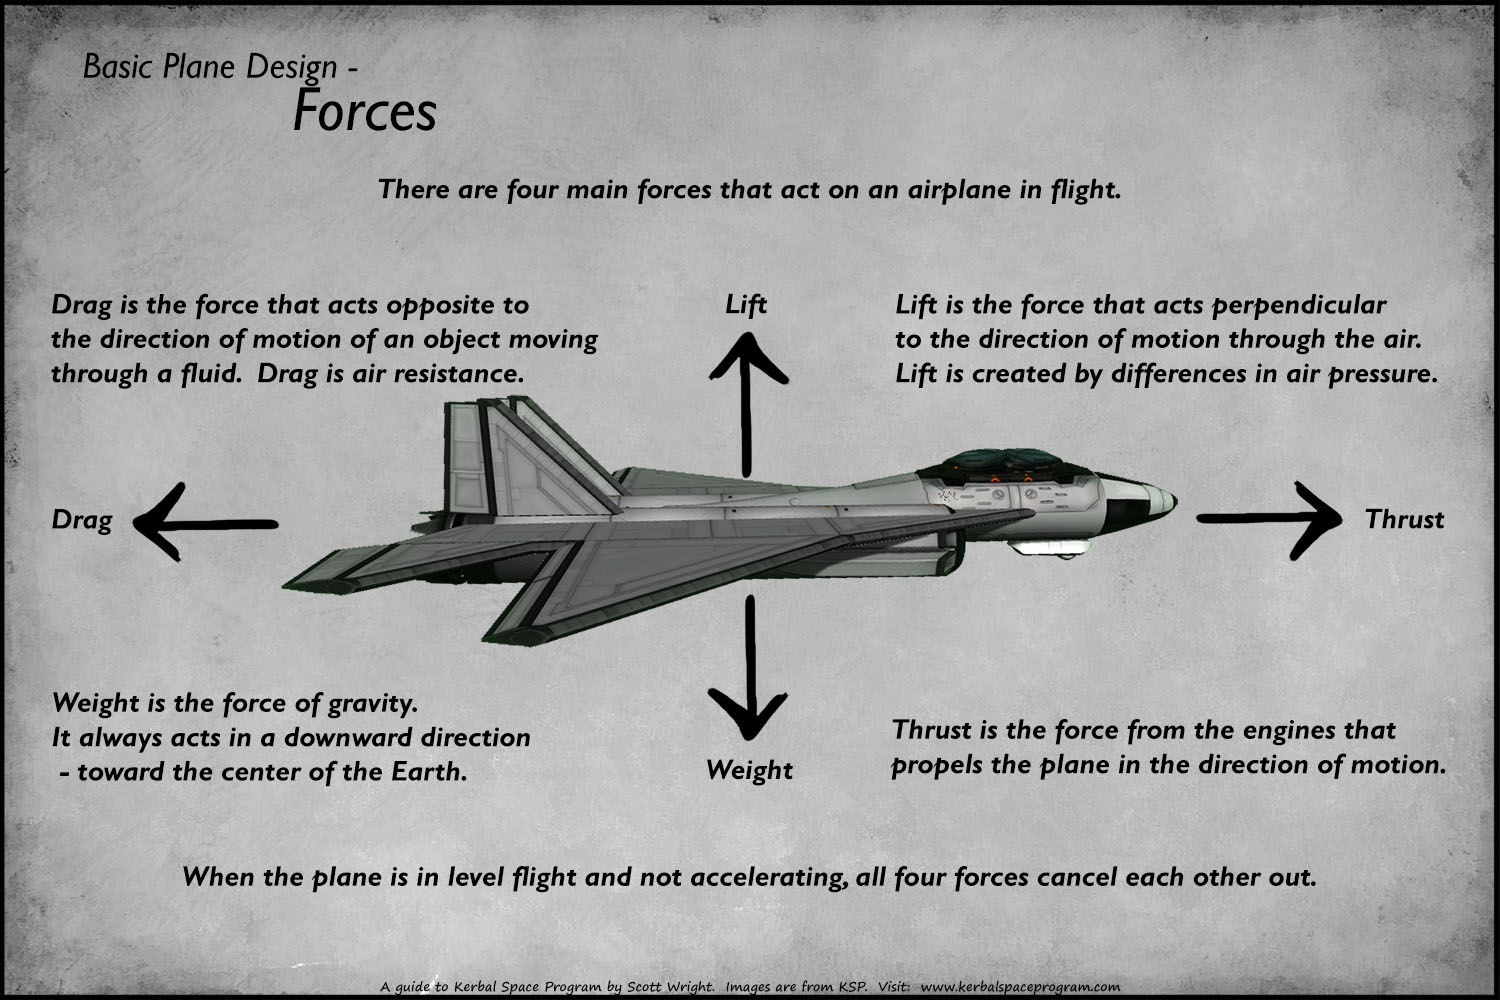 Basic Plane Design -
Forces
There are four main forces that act on an airplane in flight.
Drag is the force that acts opposite to
the direction of motion of an object moving
through a fluid.  Drag is air resistance.
Lift
Lift is the force that acts perpendicular
to the direction of motion through the air.
Lift is created by differences in air pressure.
Drag
Thrust
Weight is the force of gravity.
It always acts in a downward direction
- toward the center of the Earth.
Weight
Thrust is the force from the engines that
propels the plane in the direction of motion.
When the plane is in level flight and not accelerating, all four forces cancel each other out.
A guide to Kerbal Space Program by Scott Wright.  Images are from KSP.  Visit:  www.kerbalspaceprogram.com